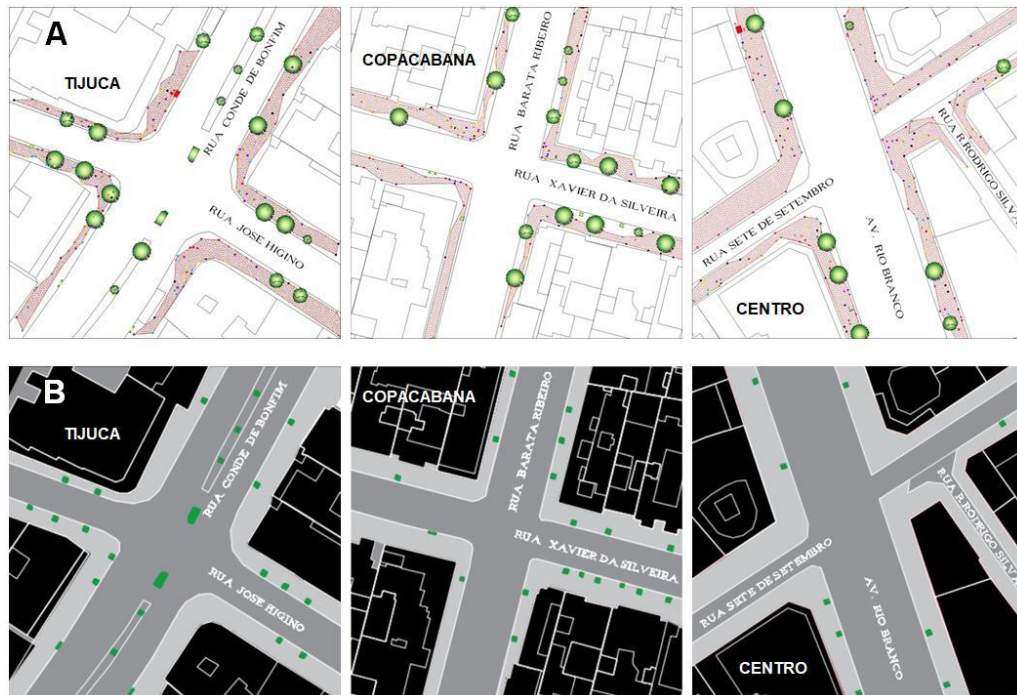 A
TIJUCA
RUA CONDE DE BONFIM
RUA JOSE HIGINO
COPACABANA
RUA BARATA RIBEIRO
RUA XAVIER DA SILVEIRA
RUA R.RODRIGO SILVA
RUA SETE DE SETEMBRO
AV. RIO BRANCO
CENTRO
B
TIJUCA
RUA CONDE DE BONFIM
RUA JOSE HIGINO
COPACABANA
RUA BARATA RIBEIRO
RUA XAVIER DA SILVEIRA
RUA R.RODRIGO SILVA
RUA SETE DE SETEMBRO
AV. RIO BRANCO
CENTRO